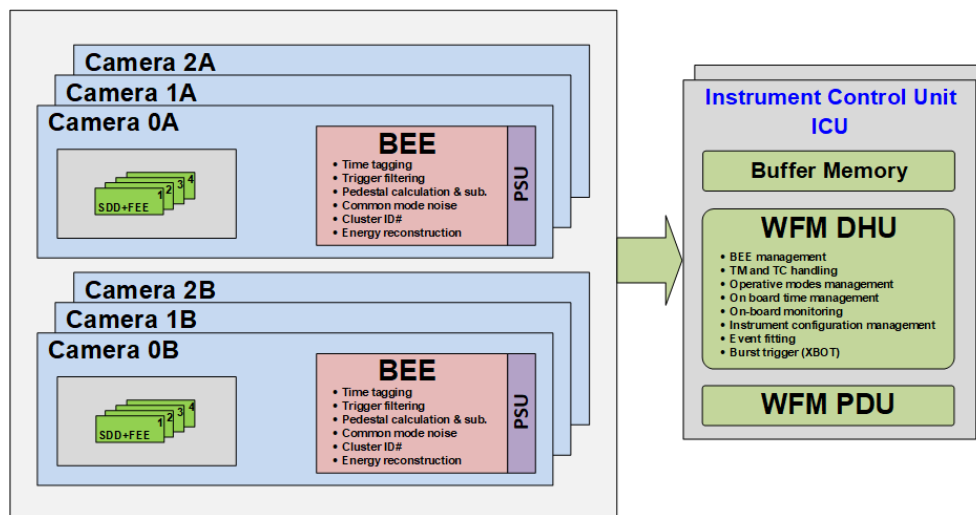 Camera 2A
Camera 1A
Camera 0A
1 2 3 4
SDD+FEE
BEE
• Time tagging
• Trigger filtering
• Pedestal calculation & sub.
• Common mode noise
• Cluster ID#
• Energy reconstruction
PSU
Camera 2B
Camera 1B
Camera 0B
1 2 3 4
SDD+FEE
BEE
• Time tagging
• Trigger filtering
• Pedestal calculation & sub.
• Common mode noise
• Cluster ID#
• Energy reconstruction
PSU
Instrument Control Unit
ICU
Buffer Memory
WFM DHU
• BEE management
• TM and TC handling
• Operative modes management
• On board time management
• On-board monitoring
• Instrument configuration management
• Event fitting
• Burst trigger (XBOT)
WFM PDU